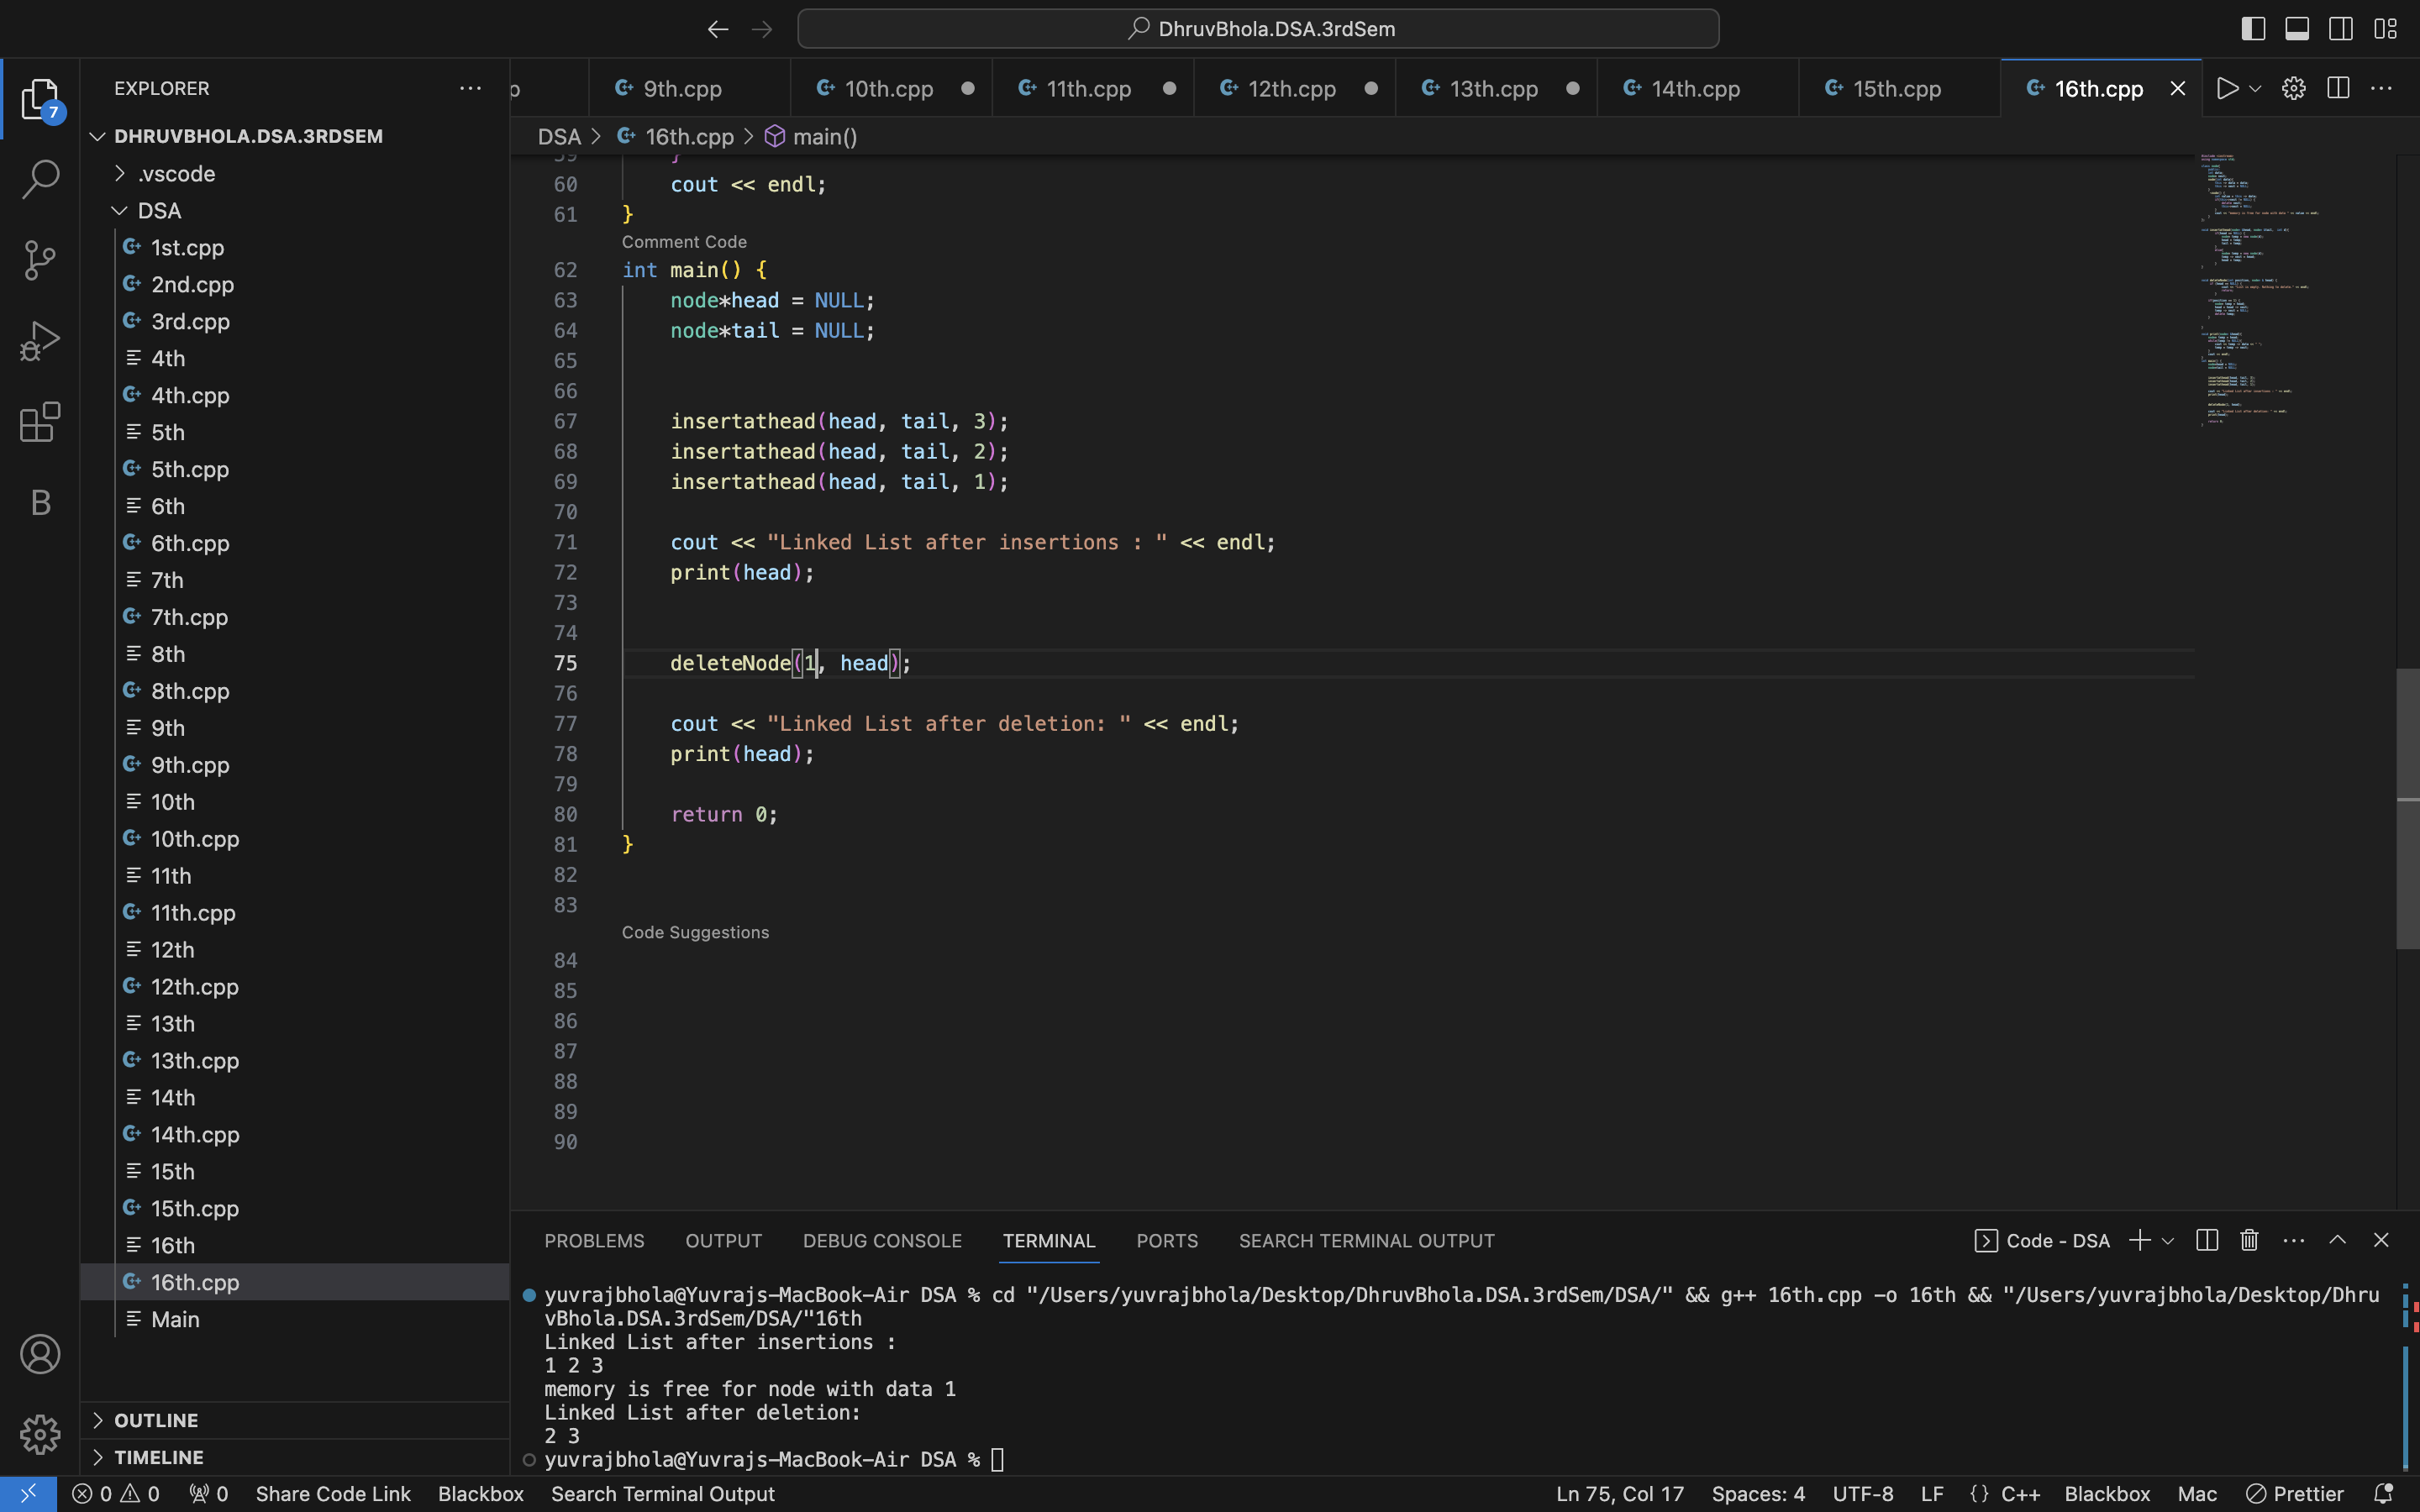 DhruvBhola.DSA.3rdSem
EXPLORER
7
DHRUVBHOLA.DSA.3RDSEM
.vscode
DSA
1st.cpp
2nd.cpp
3rd.cpp
4th
4th.cpp
5th
5th.cpp
6th
6th.cpp
7th
7th.cpp
8th
8th.cpp
9th
9th.cpp
10th
10th.cpp
11th
11th.cpp
12th
12th.cpp
13th
13th.cpp
14th
14th.cpp
15th
15th.cpp
16th
16th.cpp
Main
OUTLINE
TIMELINE
p 9th.cpp 10th.cpp 11th.cpp 12th.cpp 13th.cpp 14th.cpp 15th.cpp 16th.cpp
DSA > 16th.cpp > main()
59 }
60 cout << endl;
61 }
Comment Code
62 int main() {
63 node*head = NULL;
64 node*tail = NULL;
65
66
67 insertathead(head, tail, 3);
68 insertathead(head, tail, 2);
69 insertathead(head, tail, 1);
70
71 cout << "Linked List after insertions : " << endl;
72 print(head);
73
74
75 deleteNode(1, head);
76
77 cout << "Linked List after deletion: " << endl;
78 print(head);
79
80 return 0;
81 }
82
83
Code Suggestions
84
85
86
87
88
89
90
PROBLEMS OUTPUT DEBUG CONSOLE TERMINAL PORTS SEARCH TERMINAL OUTPUT Code - DSA
yuvrajbhola@Yuvrajs-MacBook-Air DSA % cd "/Users/yuvrajbhola/Desktop/DhruvBhola.DSA.3rdSem/DSA/" && g++ 16th.cpp -o 16th && "/Users/yuvrajbhola/Desktop/Dhru
vBhola.DSA.3rdSem/DSA/"16th
Linked List after insertions :
1 2 3
memory is free for node with data 1
Linked List after deletion:
2 3
yuvrajbhola@Yuvrajs-MacBook-Air DSA %
0 0 0 Share Code Link Blackbox Search Terminal Output Ln 75, Col 17 Spaces: 4 UTF-8 LF {} C++ Blackbox Mac Prettier